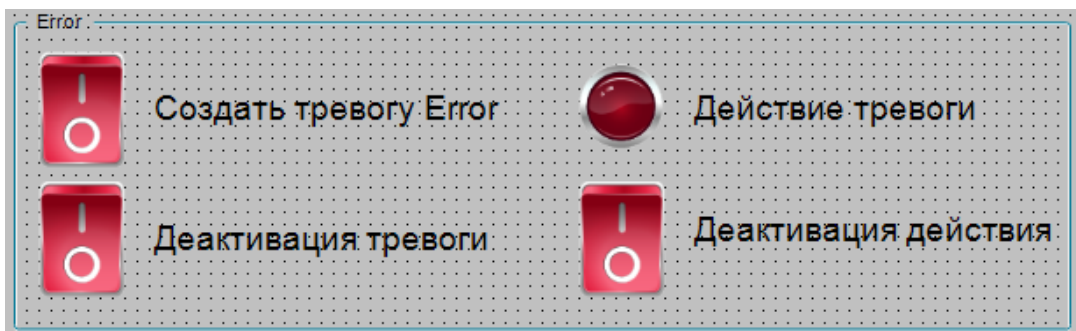 Error
Создать тревогу Error
Действие тревоги
Деактивация тревоги
Деактивация действия